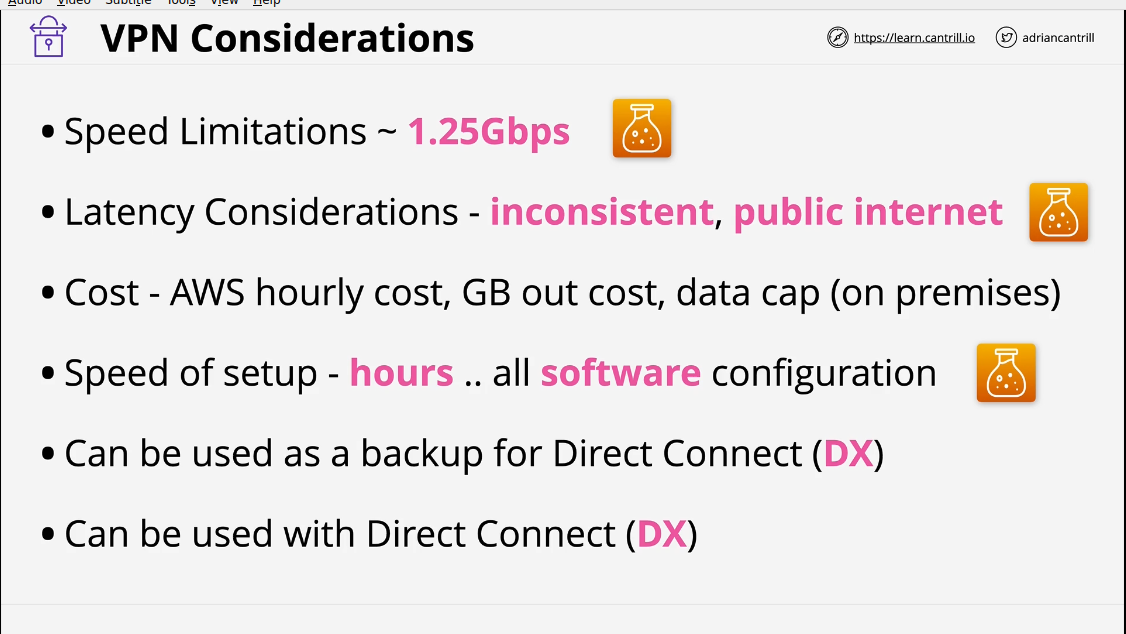 Audio Video Subtitle Tools View Help
VPN Considerations
https://learn.cantrill.io
adriancantrill
• Speed Limitations ~ 1.25Gbps
• Latency Considerations - inconsistent, public internet
• Cost - AWS hourly cost, GB out cost, data cap (on premises)
• Speed of setup - hours .. all software configuration
• Can be used as a backup for Direct Connect (DX)
• Can be used with Direct Connect (DX)